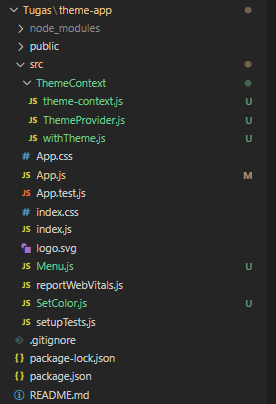 Tugas\theme-app
node_modules
public
src
ThemeContext
JS theme-context.js U
JS ThemeProvider.js U
JS withTheme.js U
# App.css
JS App.js M
JS App.test.js
# index.css
JS index.js
logo.svg
JS Menu.js U
JS reportWebVitals.js
JS SetColor.js U
JS setupTests.js
.gitignore
{} package-lock.json
{} package.json
README.md